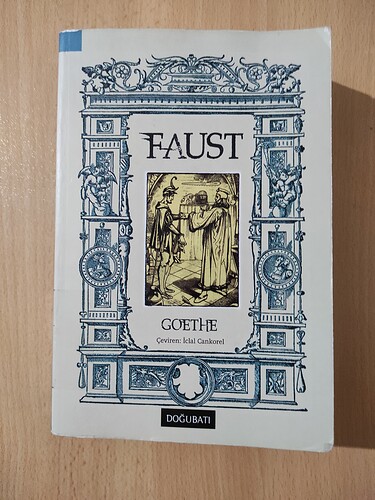 FAUST
GOETHE
Çeviren: İclal Cankorel
DOĞUBATI